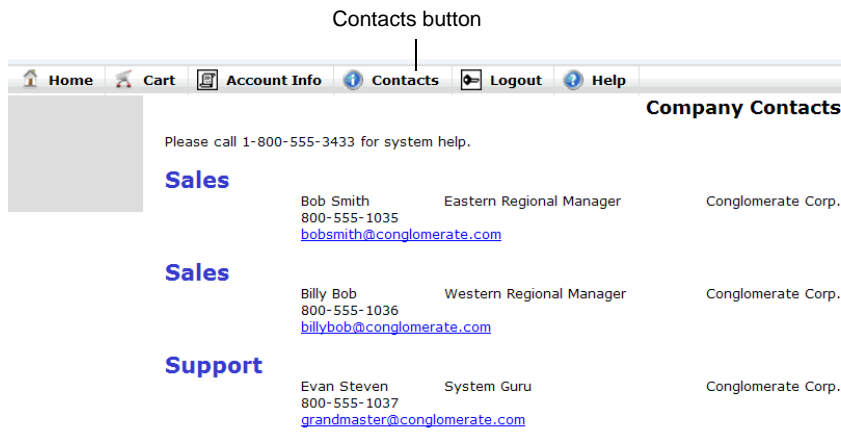 Contacts button
Home Cart Account Info Contacts Logout Help
Company Contacts
Please call 1-800-555-3433 for system help.
Sales
Bob Smith Eastern Regional Manager Conglomerate Corp.
800-555-1035
bobsmith@conglomerate.com
Sales
Billy Bob Western Regional Manager Conglomerate Corp.
800-555-1036
billybob@conglomerate.com
Support
Evan Steven System Guru Conglomerate Corp.
800-555-1037
grandmaster@conglomerate.com